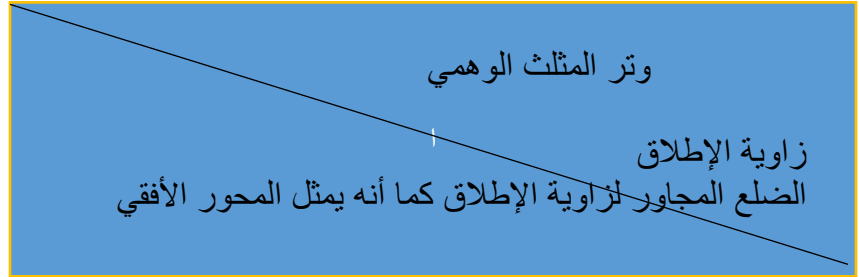 وتر المثلث الوهمي
زاوية الإطلاق
الضلع المجاور لزاوية الإطلاق كما أنه يمثل المحور الأفقي